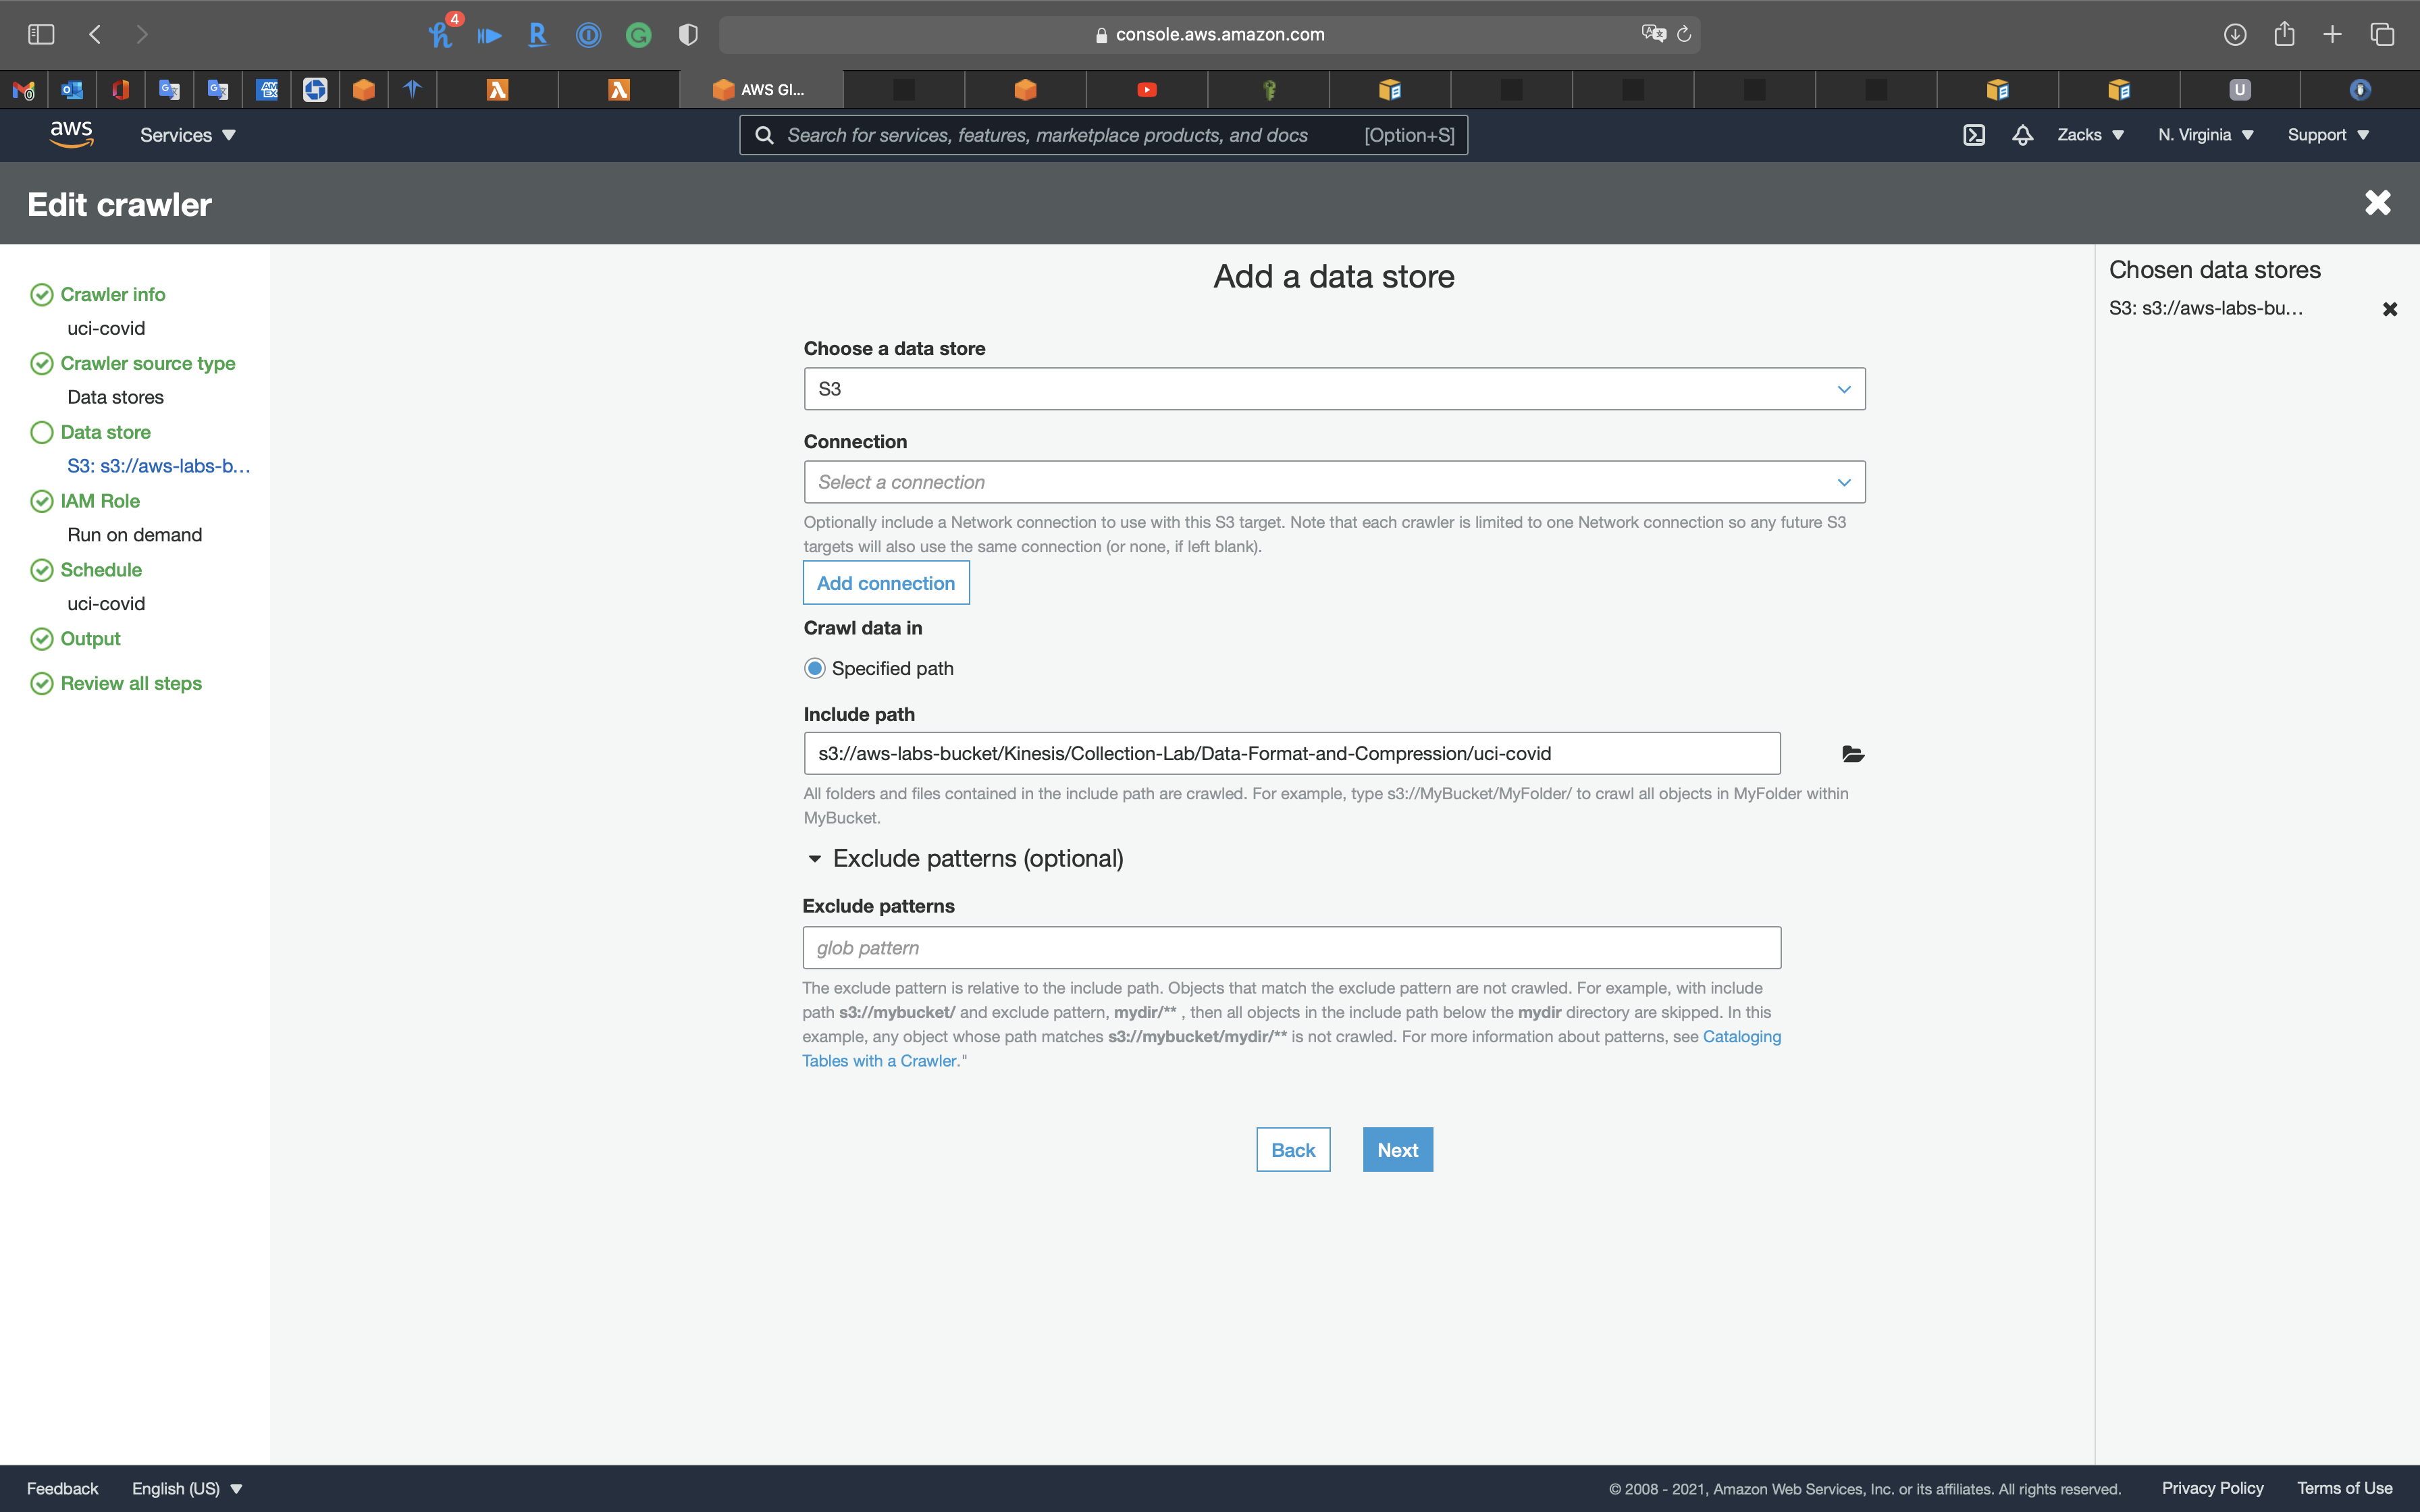 4
console.aws.amazon.com
AWS Gl...
U
aws
Services
Search for services, features, marketplace products, and docs [Option+S]
Zacks
N. Virginia
Support
Edit crawler
Crawler info
uci-covid
Crawler source type
Data stores
Data store
S3: s3://aws-labs-b...
IAM Role
Run on demand
Schedule
uci-covid
Output
Review all steps
Add a data store
Choose a data store
S3
Connection
Select a connection
Optionally include a Network connection to use with this S3 target. Note that each crawler is limited to one Network connection so any future S3
targets will also use the same connection (or none, if left blank).
Add connection
Crawl data in
Specified path
Include path
s3://aws-labs-bucket/Kinesis/Collection-Lab/Data-Format-and-Compression/uci-covid
All folders and files contained in the include path are crawled. For example, type s3://MyBucket/MyFolder/ to crawl all objects in MyFolder within
MyBucket.
Exclude patterns (optional)
Exclude patterns
glob pattern
The exclude pattern is relative to the include path. Objects that match the exclude pattern are not crawled. For example, with include
path s3://mybucket/ and exclude pattern, mydir/** , then all objects in the include path below the mydir directory are skipped. In this
example, any object whose path matches s3://mybucket/mydir/** is not crawled. For more information about patterns, see Cataloging
Tables with a Crawler."
Back
Next
Chosen data stores
S3: s3://aws-labs-bu...
Feedback
English (US)
© 2008 - 2021, Amazon Web Services, Inc. or its affiliates. All rights reserved.
Privacy Policy
Terms of Use